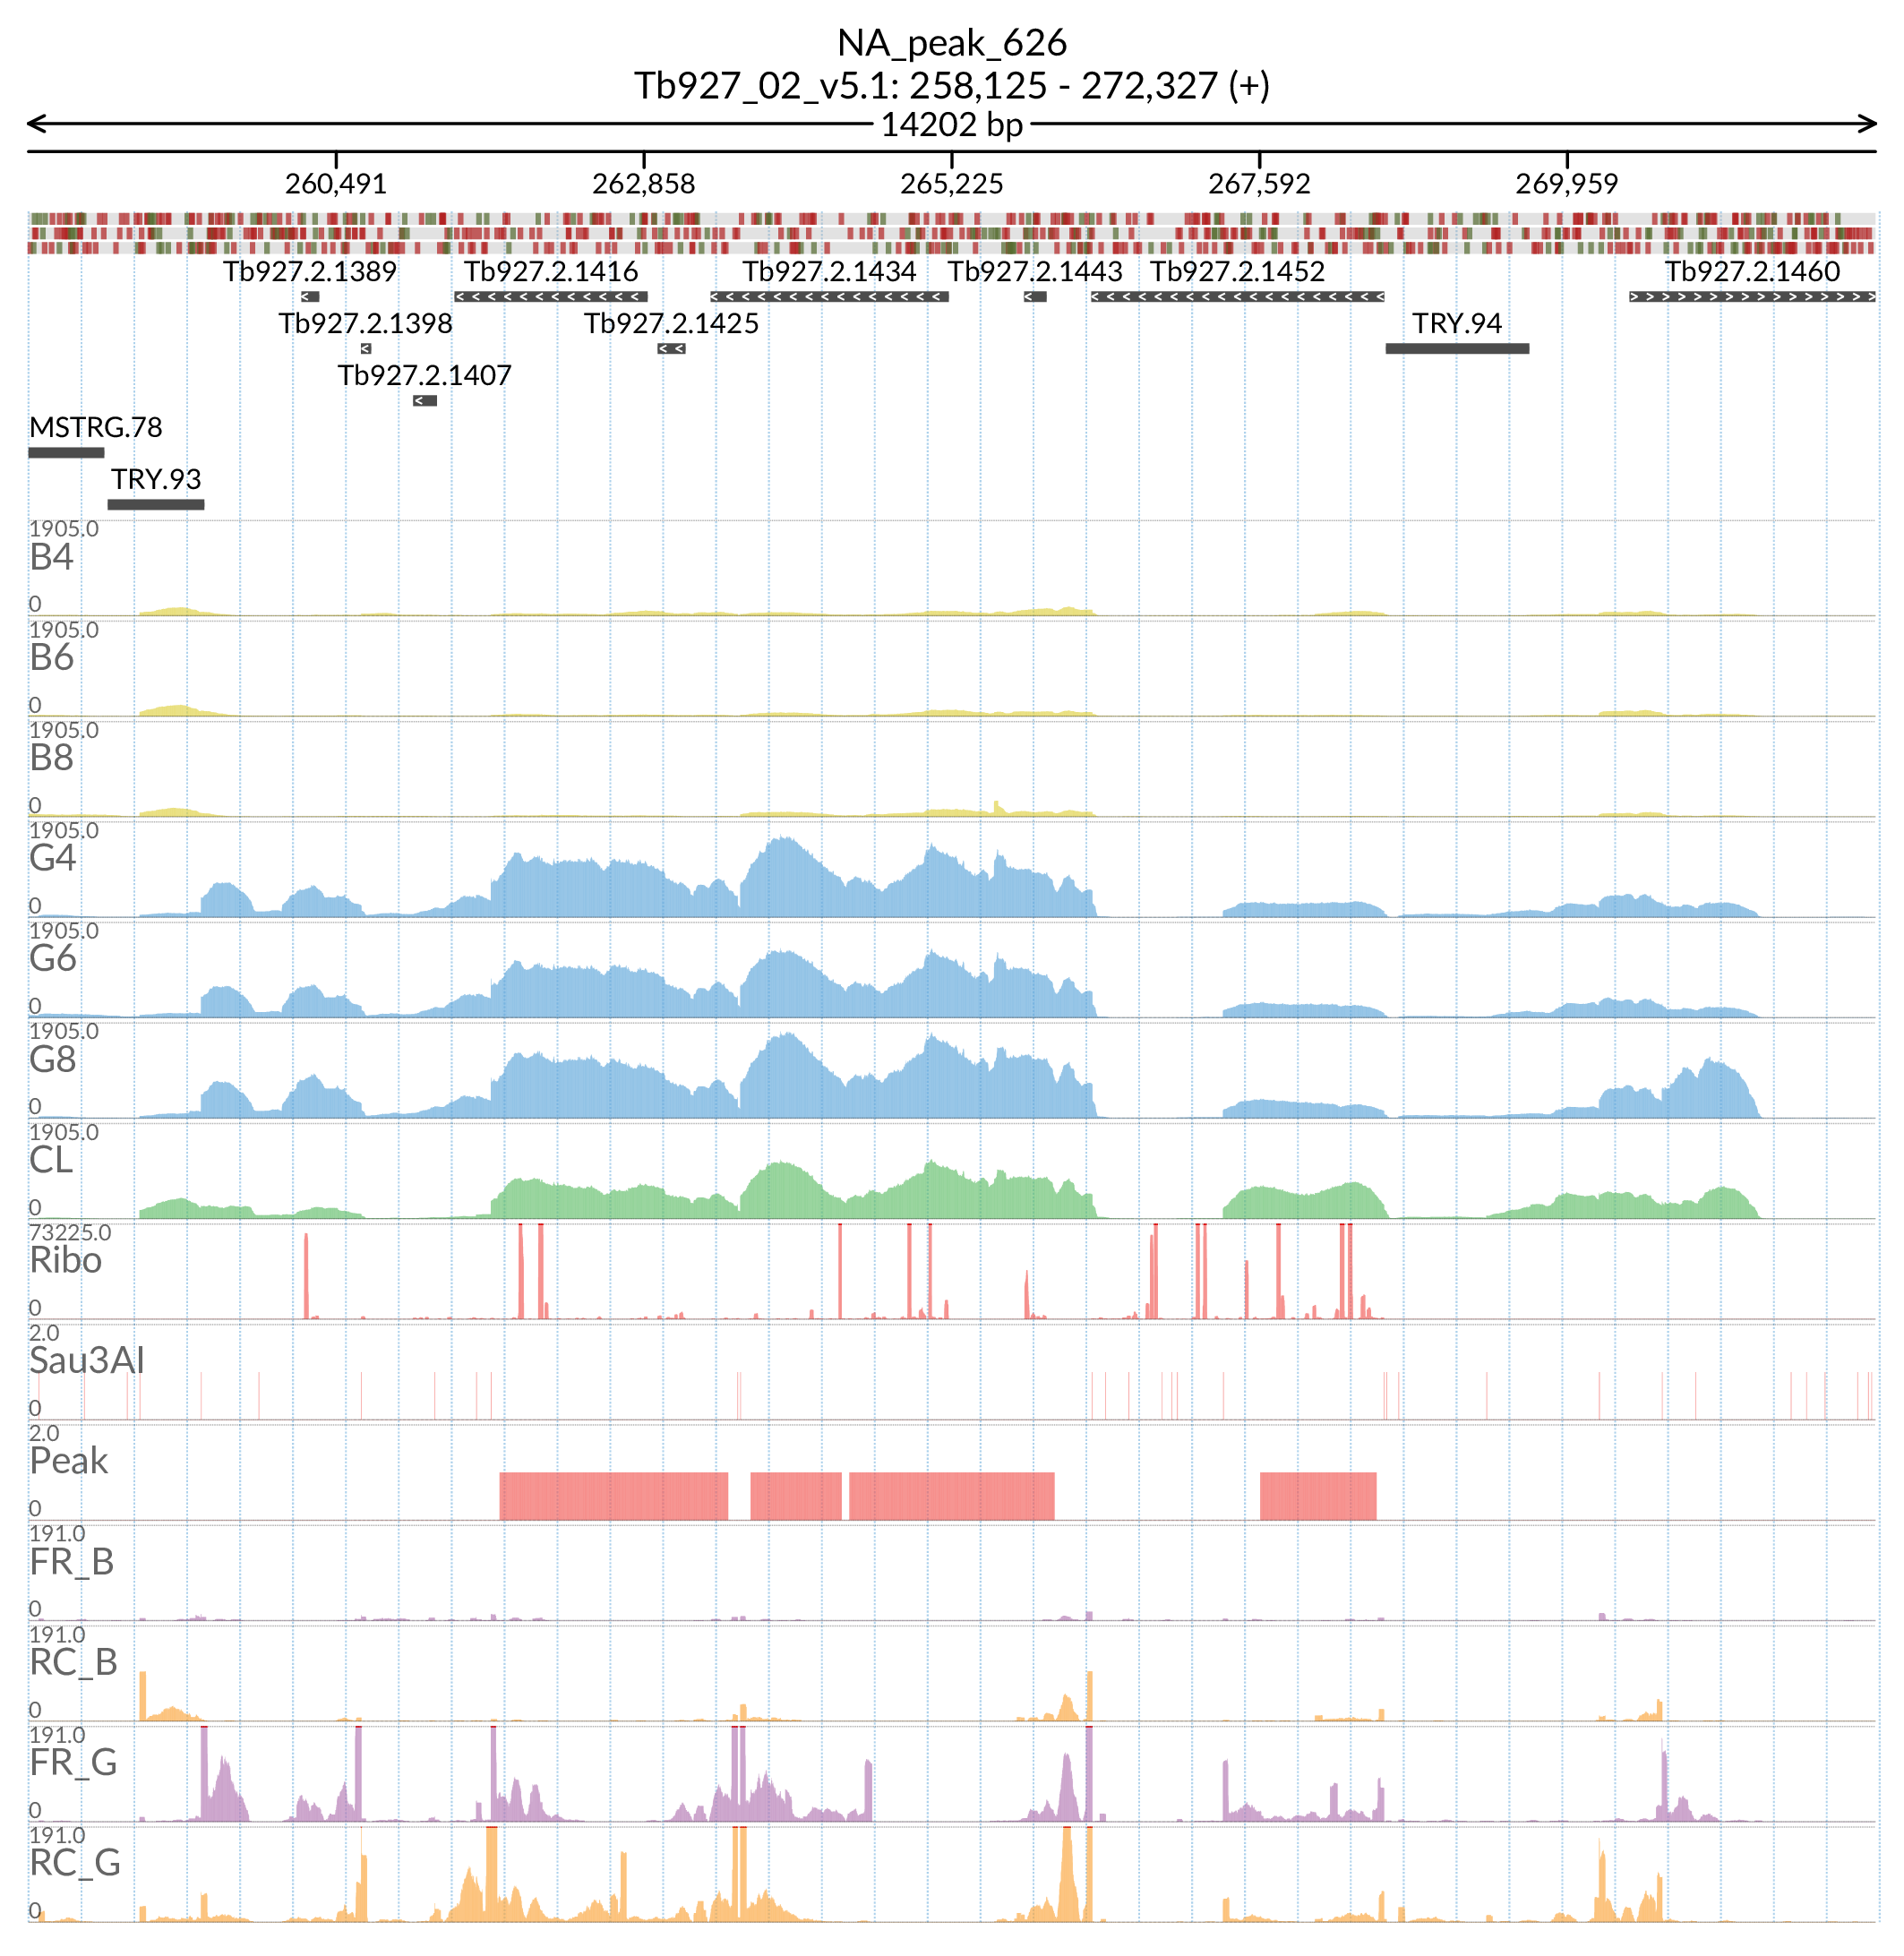 NA_peak_626
Tb927_02_v5.1: 258,125 - 272,327 (+)
14202 bp
260,491 262,858 265,225 267,592 269,959
Tb927.2.1389 Tb927.2.1416 Tb927.2.1434 Tb927.2.1443 Tb927.2.1452 Tb927.2.1460
Tb927.2.1398 Tb927.2.1425 TRY.94
Tb927.2.1407
MSTRG.78
TRY.93
1905.0
B4
0
1905.0
B6
0
1905.0
B8
0
1905.0
G4
0
1905.0
G6
0
1905.0
G8
0
1905.0
CL
0
73225.0
Ribo
0
2.0
Sau3AI
0
2.0
Peak
0
191.0
FR_B
0
191.0
RC_B
0
191.0
FR_G
0
191.0
RC_G
0